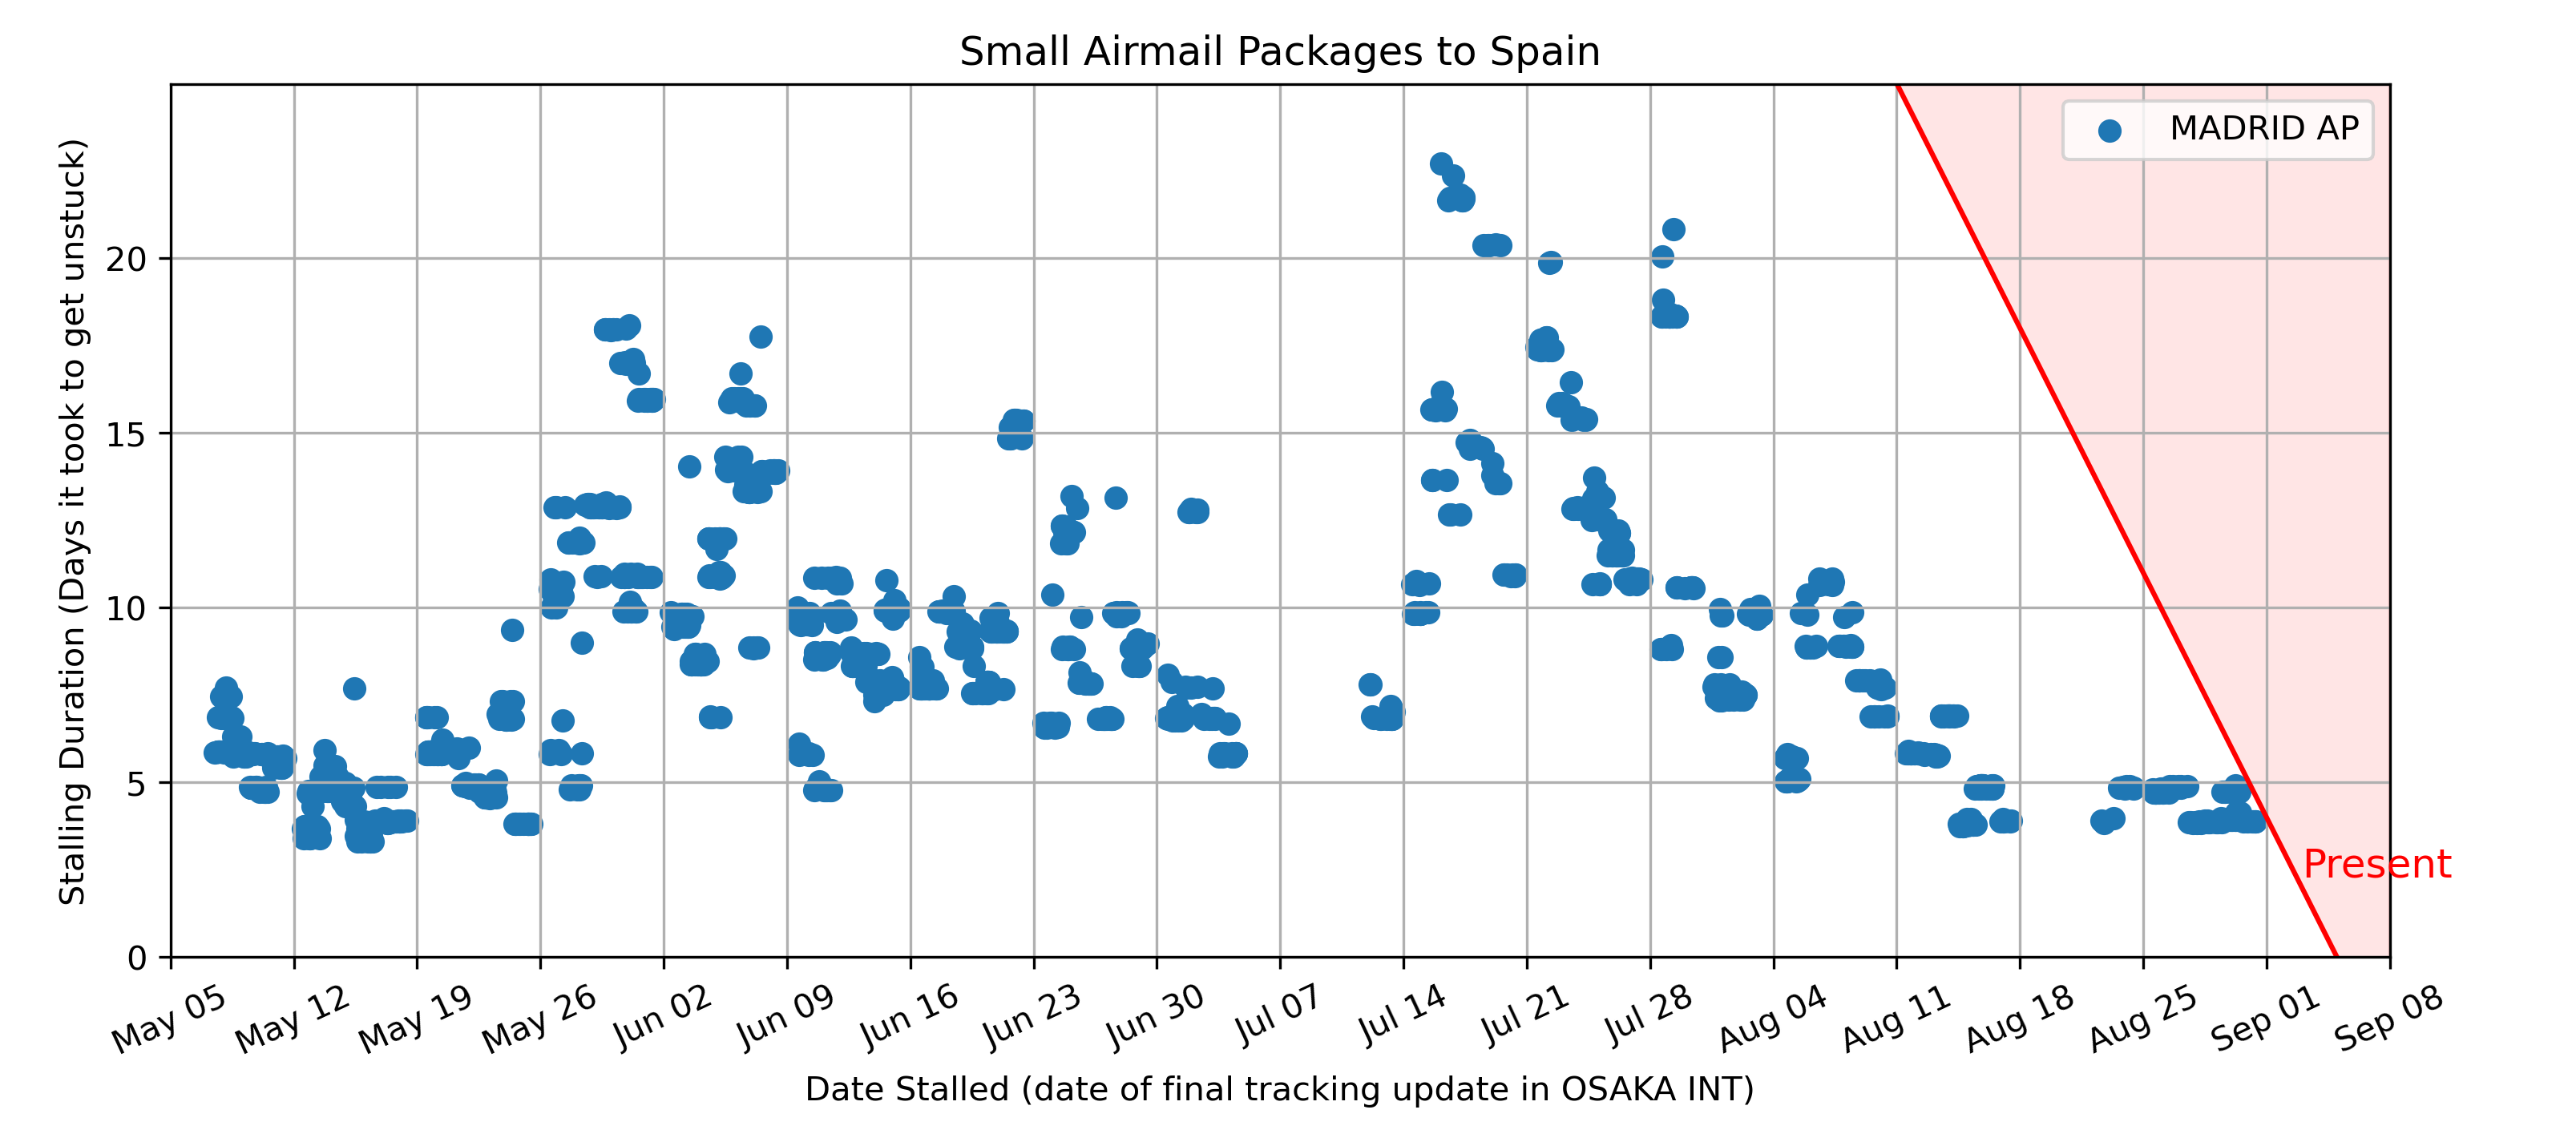 Small Airmail Packages to Spain
MADRID AP
Stalling Duration (Days it took to get unstuck)
20
15
10
5
0
Present
May 05
May 12
May 19
May 26
Jun 02
Jun 09
Jun 16
Jun 23
Jun 30
Jul 07
Jul 14
Jul 21
Jul 28
Aug 04
Aug 11
Aug 18
Aug 25
Sep 01
Sep 08
Date Stalled (date of final tracking update in OSAKA INT)